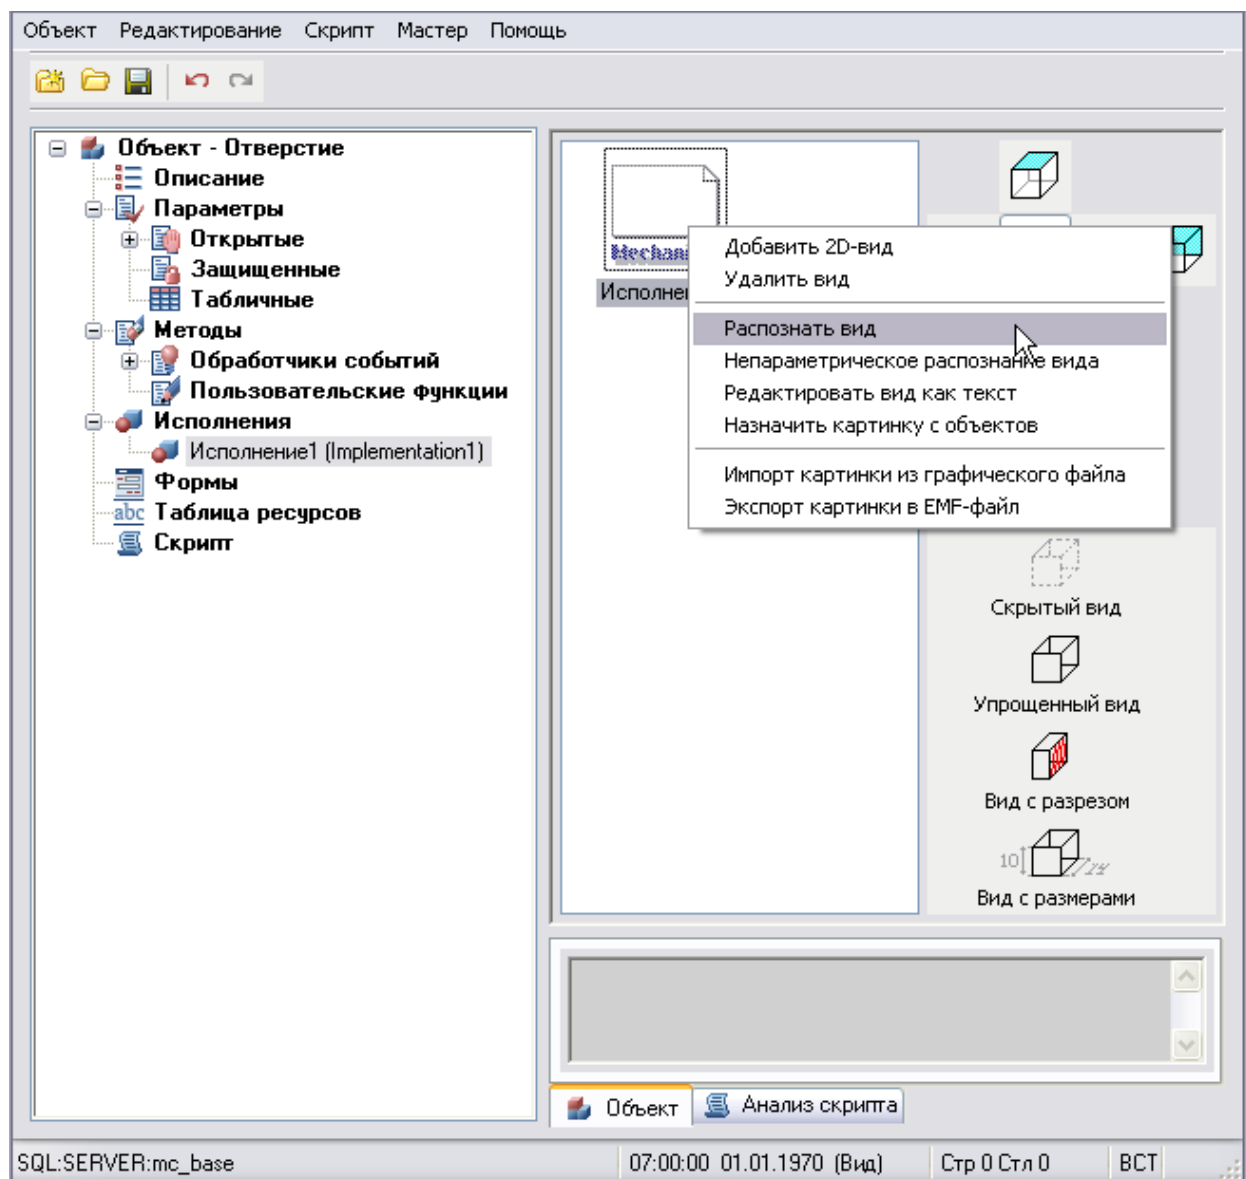 Объект Редактирование Скрипт Мастер Помощь
Объект - Отверстие
Описание
Параметры
Открытые
Защищенные
Табличные
Методы
Обработчики событий
Пользовательские функции
Исполнения
Исполнение1 (Implementation1)
Формы
abc Таблица ресурсов
Скрипт
Добавить 2D-вид
Удалить вид
Распознать вид
Непараметрическое распознание вида
Редактировать вид как текст
Назначить картинку с объектов
Импорт картинки из графического файла
Экспорт картинки в EMF-файл
Скрытый вид
Упрощенный вид
Вид с разрезом
10
Вид с размерами
Объект Анализ скрипта
SQL:SERVER:mc_base 07:00:00 01.01.1970 (Вид) Стр 0 Стл 0 ВСТ